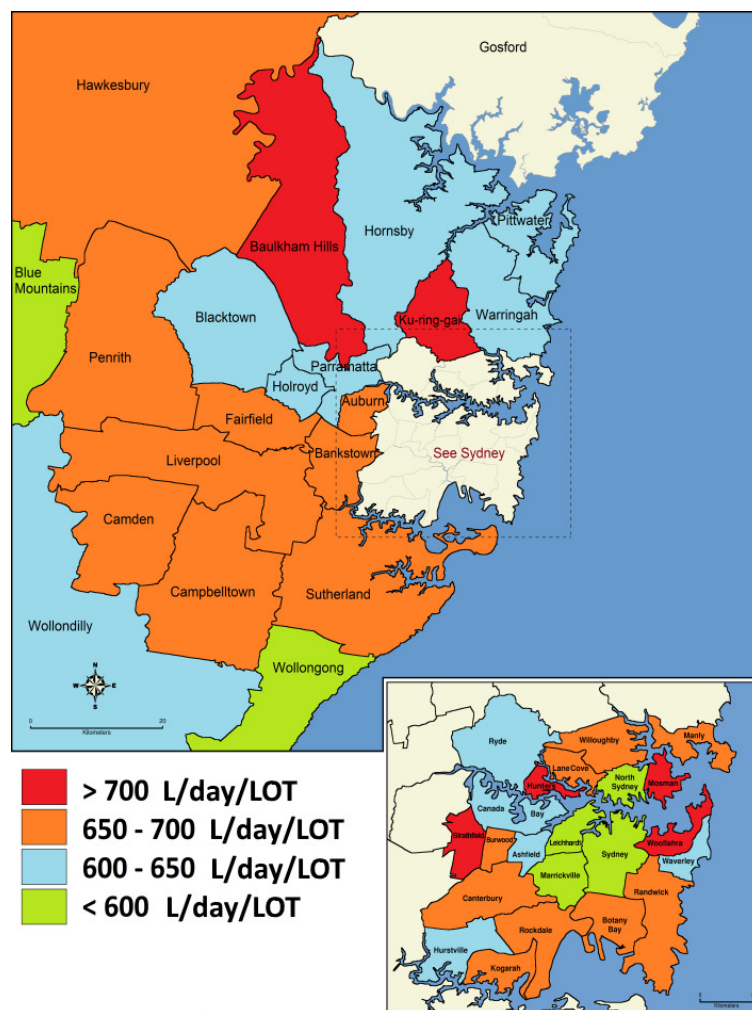 Gosford
Hawkesbury
Pittwater
Hornsby
Baulkham Hills
Blue
Mountains
Warringah
Blacktown
Ku-ring-gai
Penrith
Parramatta
Holroyd
Auburn
Fairfield
See Sydney
Bankstown
Liverpool
Camden
Campbelltown
Sutherland
Wollondilly
Wollongong
N
W E
S
0 20
Kilometers
> 700 L/day/LOT
650 - 700 L/day/LOT
600 - 650 L/day/LOT
< 600 L/day/LOT
Ryde
Willoughby
Manly
Lane Cove
Hunters
North
Sydney
Mosman
Canada
Bay
Strathfield
Burwood
Ashfield
Leichhardt
Sydney
Woollahra
Waverley
Marrickville
Canterbury
Randwick
Botany
Bay
Rockdale
Hurstville
Kogarah
0
Kilometers